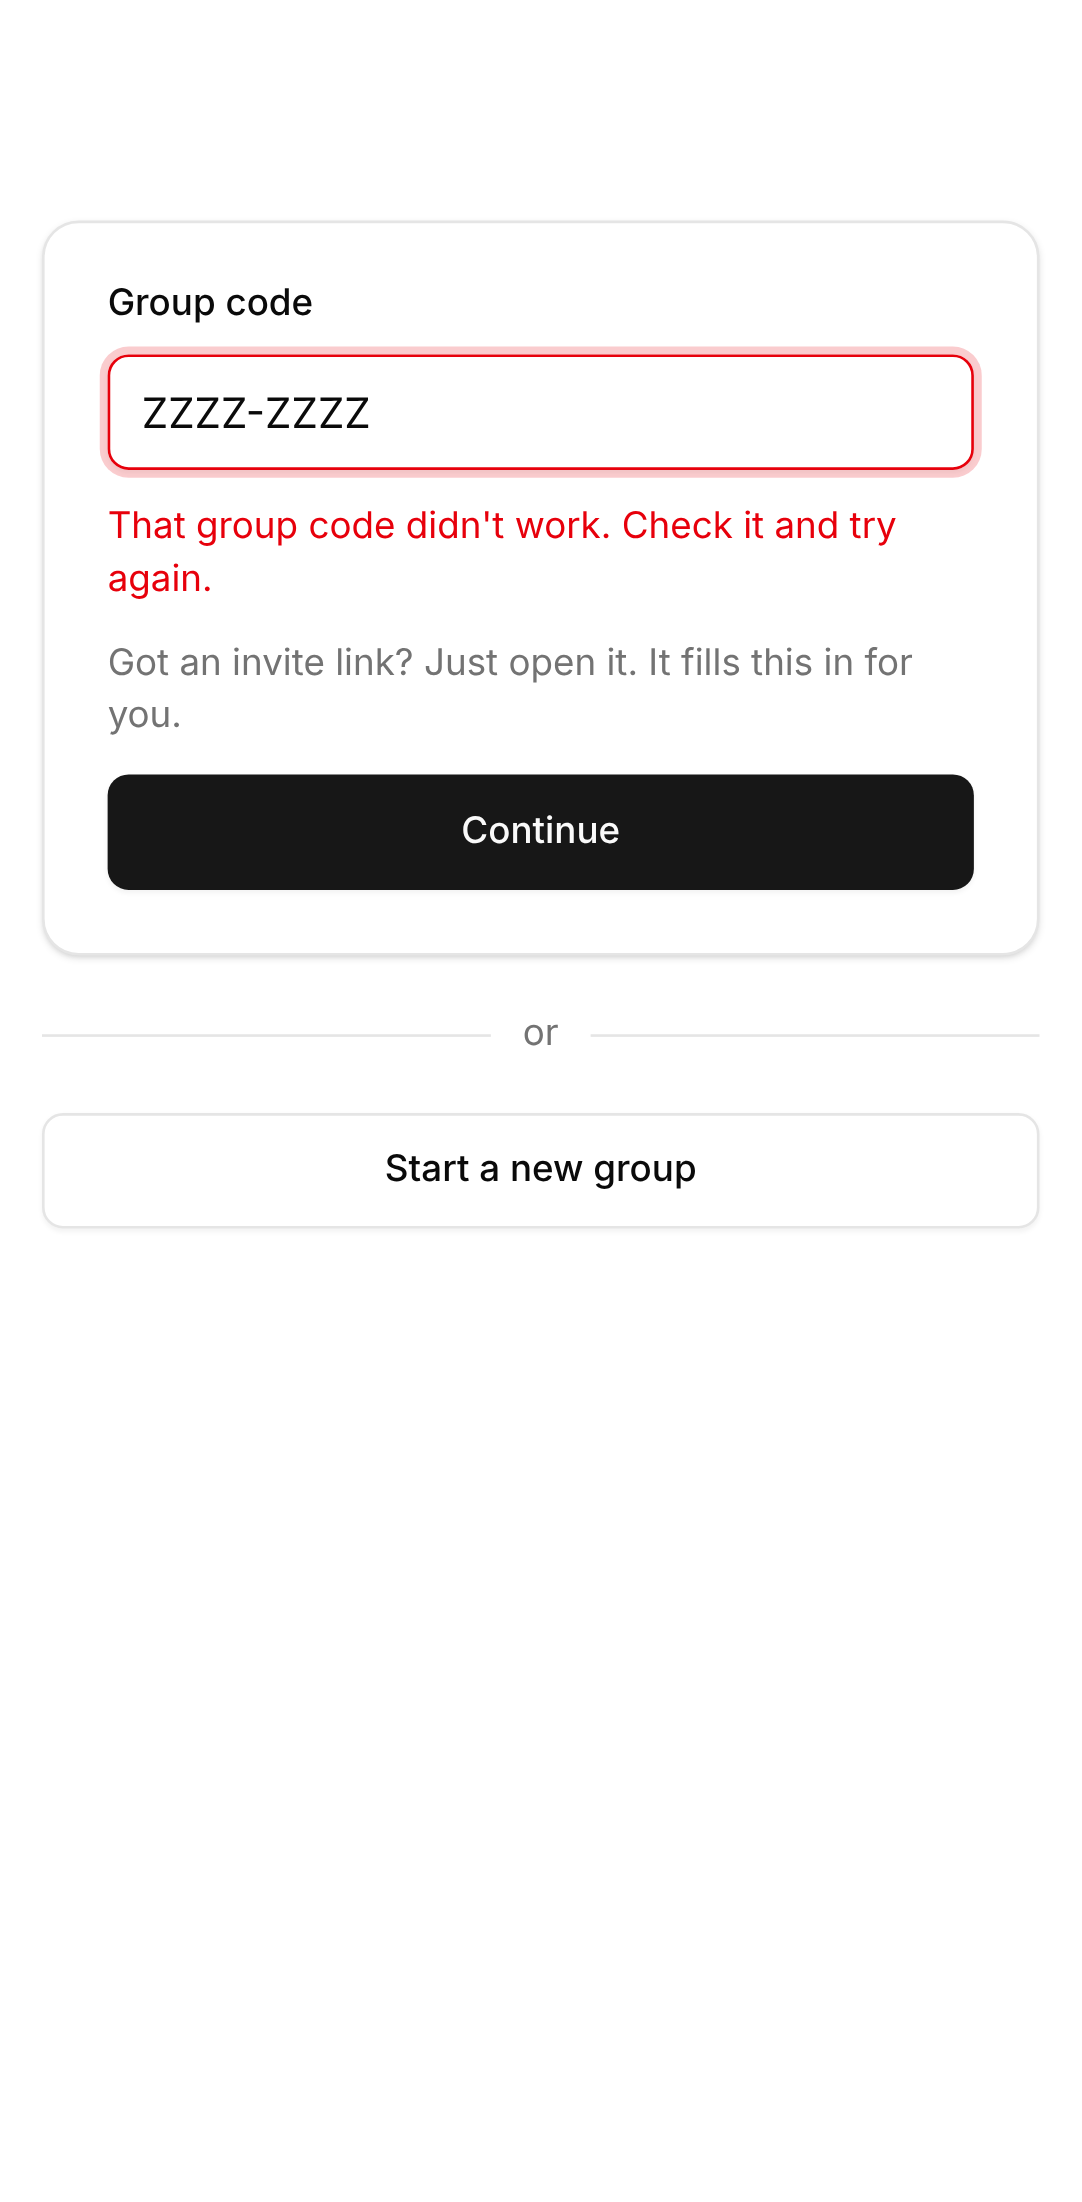 Group code
ZZZZ-ZZZZ
That group code didn't work. Check it and try
again.
Got an invite link? Just open it. It fills this in for
you.
Continue
or
Start a new group